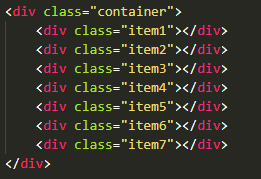 <div class="container">
    <div class="item1"></div>
    <div class="item2"></div>
    <div class="item3"></div>
    <div class="item4"></div>
    <div class="item5"></div>
    <div class="item6"></div>
    <div class="item7"></div>
</div>